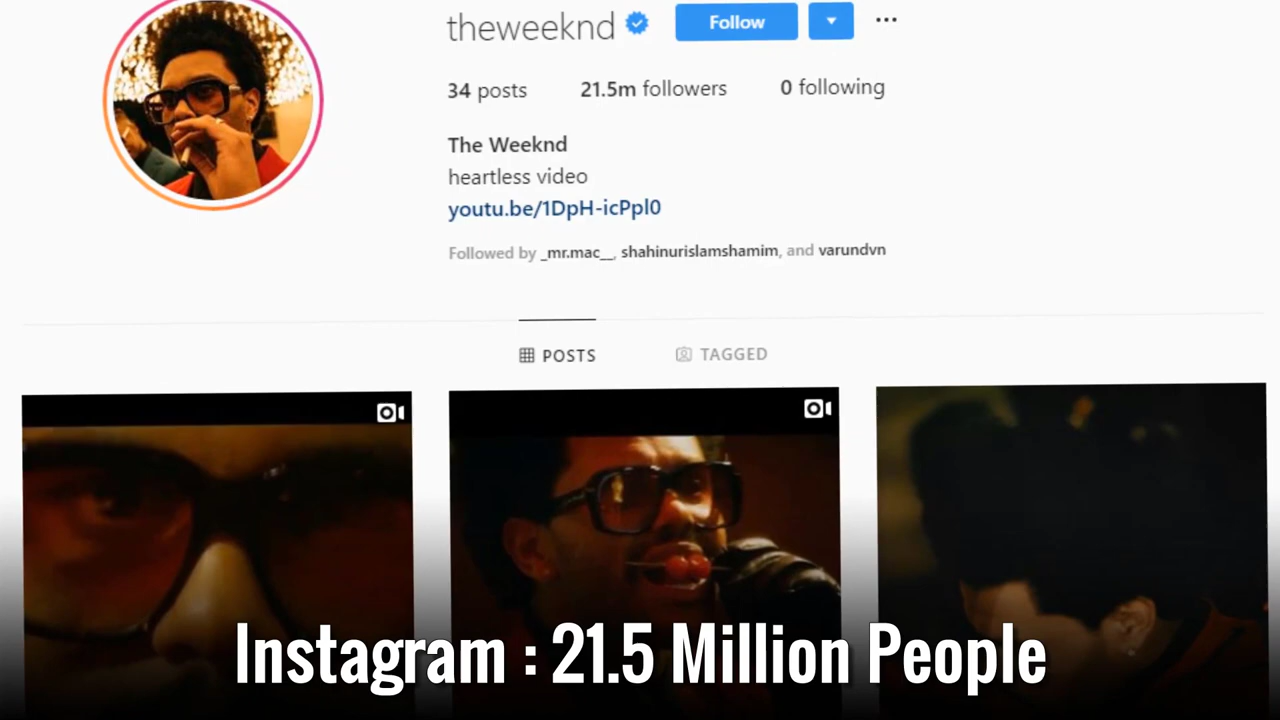 theweeknd Follow
34 posts 21.5m followers 0 following
The Weeknd
heartless video
youtu.be/1DpH-icPpl0
Followed by _mr.mac__, shahinurislamshamim, and varundvn
POSTS TAGGED
Instagram : 21.5 Million People